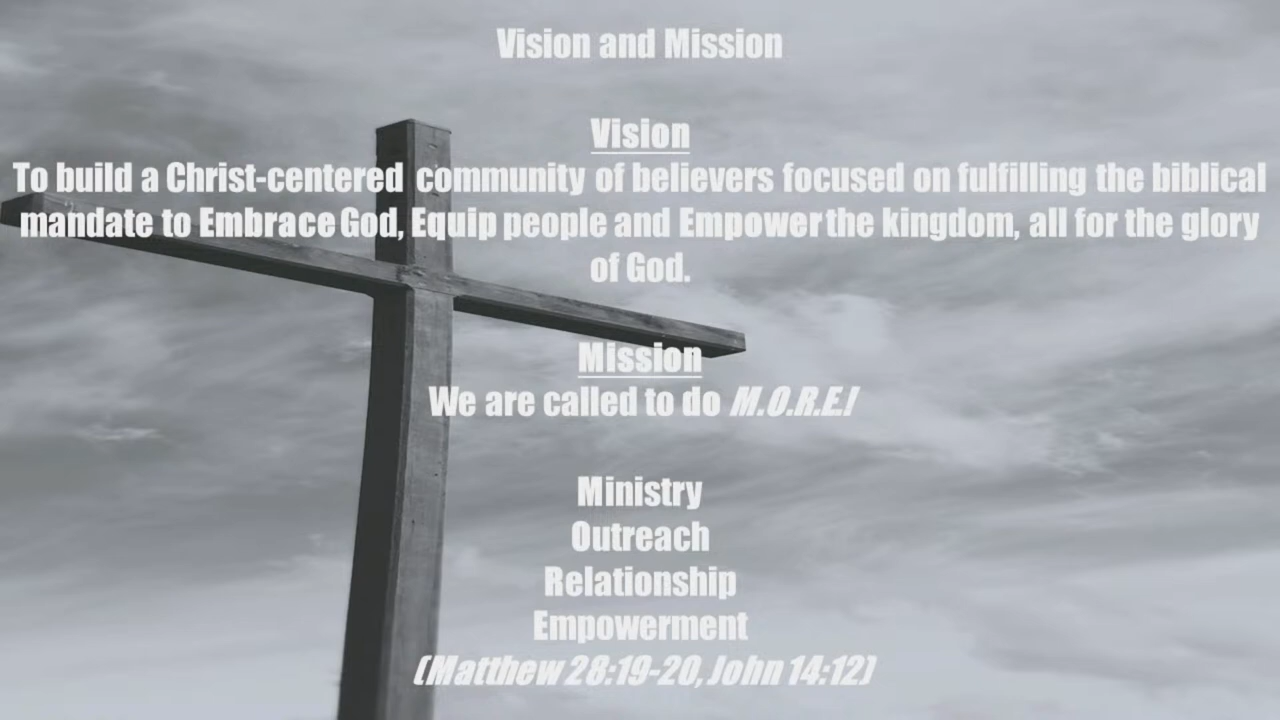 Vision and Mission
Vision
To build a Christ-centered community of believers focused on fulfilling the biblical
mandate to Embrace God, Equip people and Empower the kingdom, all for the glory
of God.
Mission
We are called to do M.O.R.E.!
Ministry
Outreach
Relationship
Empowerment
(Matthew 28:19-20, John 14:12)